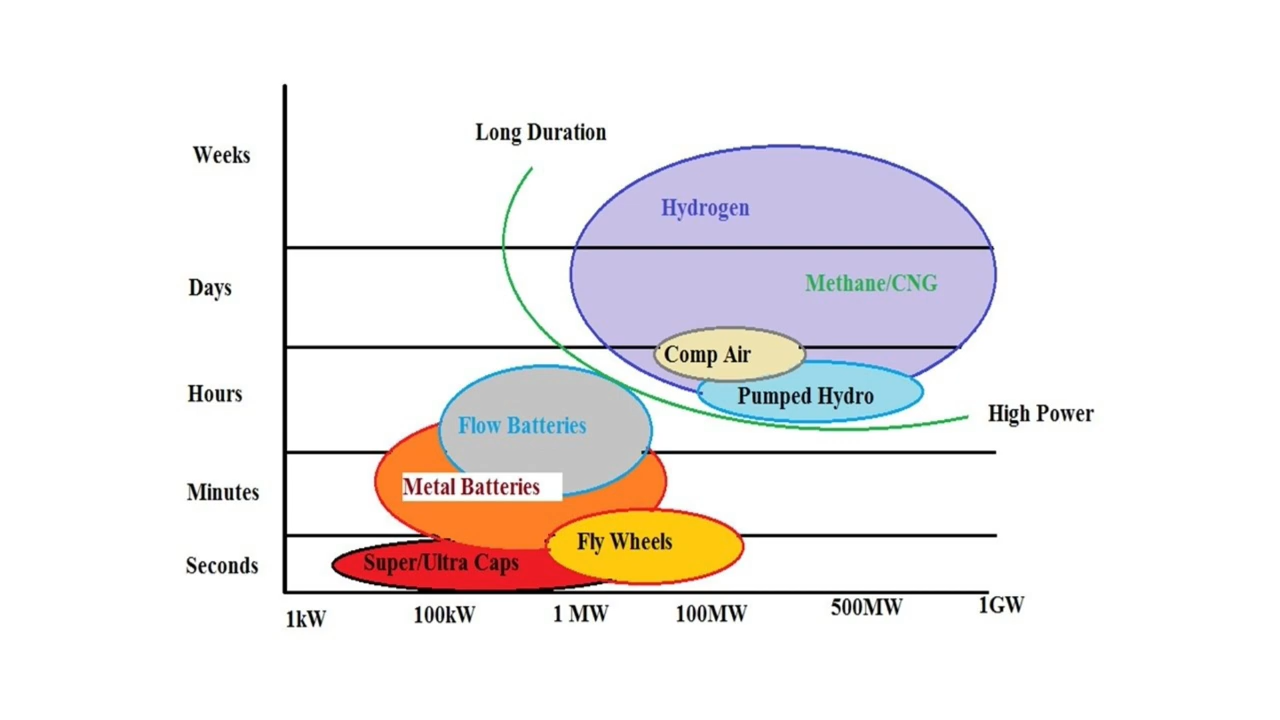 Long Duration
Weeks
Hydrogen
Days
Methane/CNG
Comp Air
Hours
Pumped Hydro
High Power
Flow Batteries
Minutes
Metal Batteries
Fly Wheels
Seconds
Super/Ultra Caps
1kW
100kW
1 MW
100MW
500MW
1GW